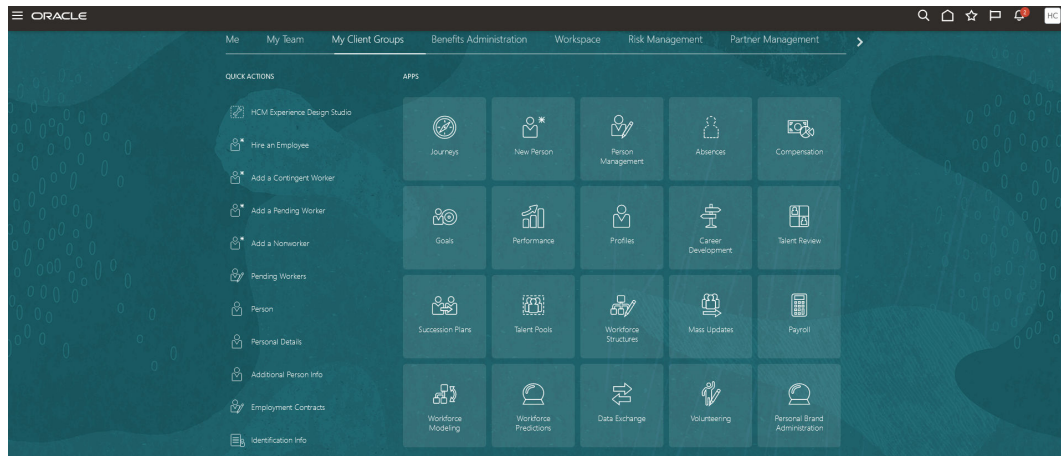 ORACLE
2
HC
Me
My Team
My Client Groups
Benefits Administration
Workspace
Risk Management
Partner Management
QUICK ACTIONS
HCM Experience Design Studio
Hire an Employee
Add a Contingent Worker
Add a Pending Worker
Add a Nonworker
Pending Workers
Person
Personal Details
Additional Person Info
Employment Contracts
Identification Info
APPS
Journeys
New Person
Person
Management
Absences
Compensation
Goals
Performance
Profiles
Career
Development
Talent Review
Succession Plans
Talent Pools
Workforce
Structures
Mass Updates
Payroll
Workforce
Modeling
Workforce
Predictions
Data Exchange
Volunteering
Personal Brand
Administration